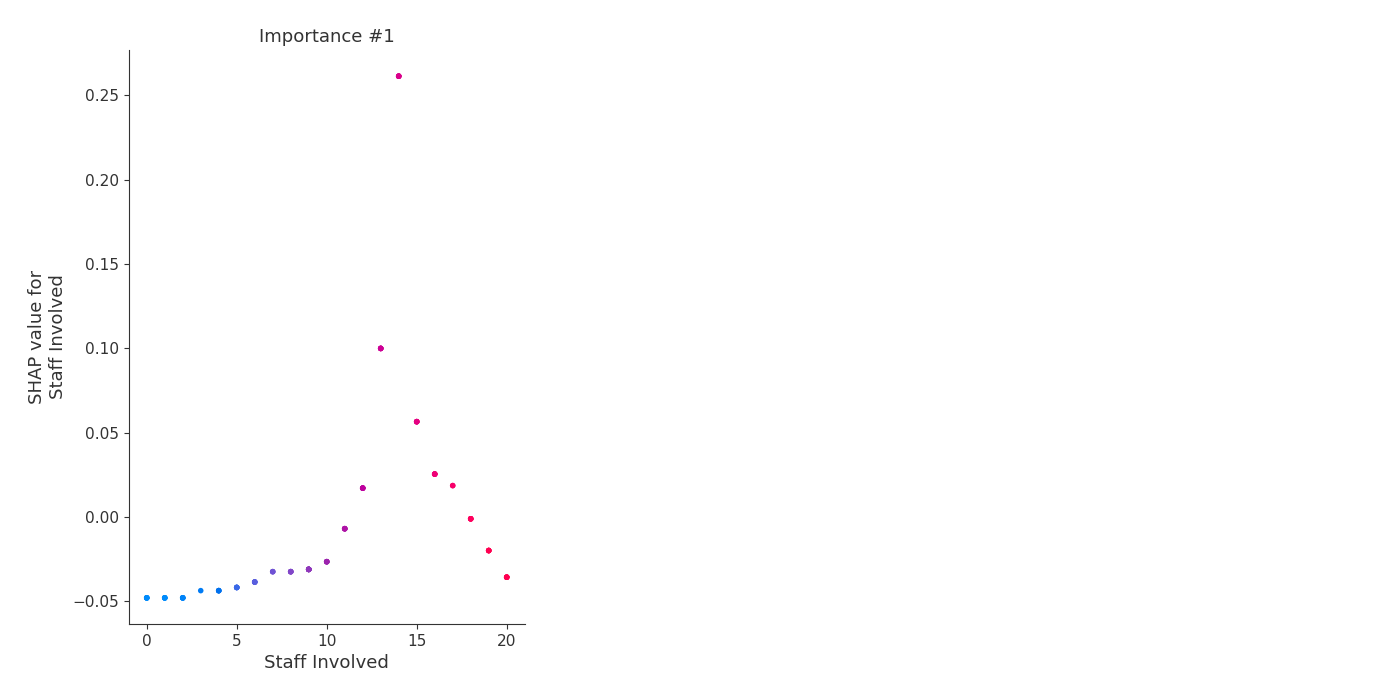 Importance #1
SHAP value for
Staff Involved
0.25
0.20
0.15
0.10
0.05
0.00
−0.05
0 5 10 15 20
Staff Involved